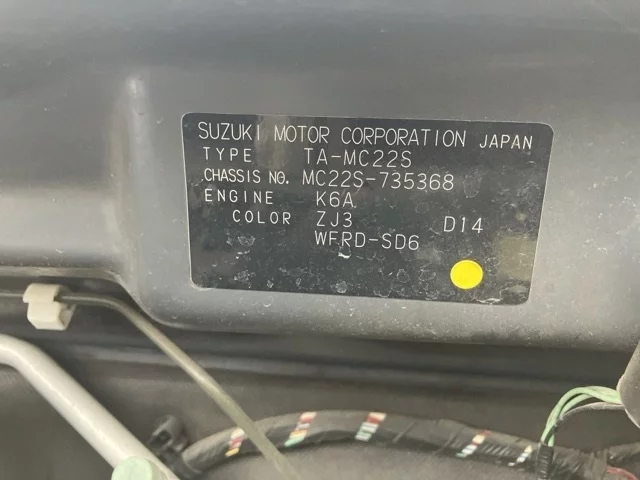 SUZUKI MOTOR CORPORATION JAPAN
TYPE TA-MC22S
CHASSIS NO. MC22S-735368
ENGINE K6A
COLOR ZJ3 D14
WFRD-SD6